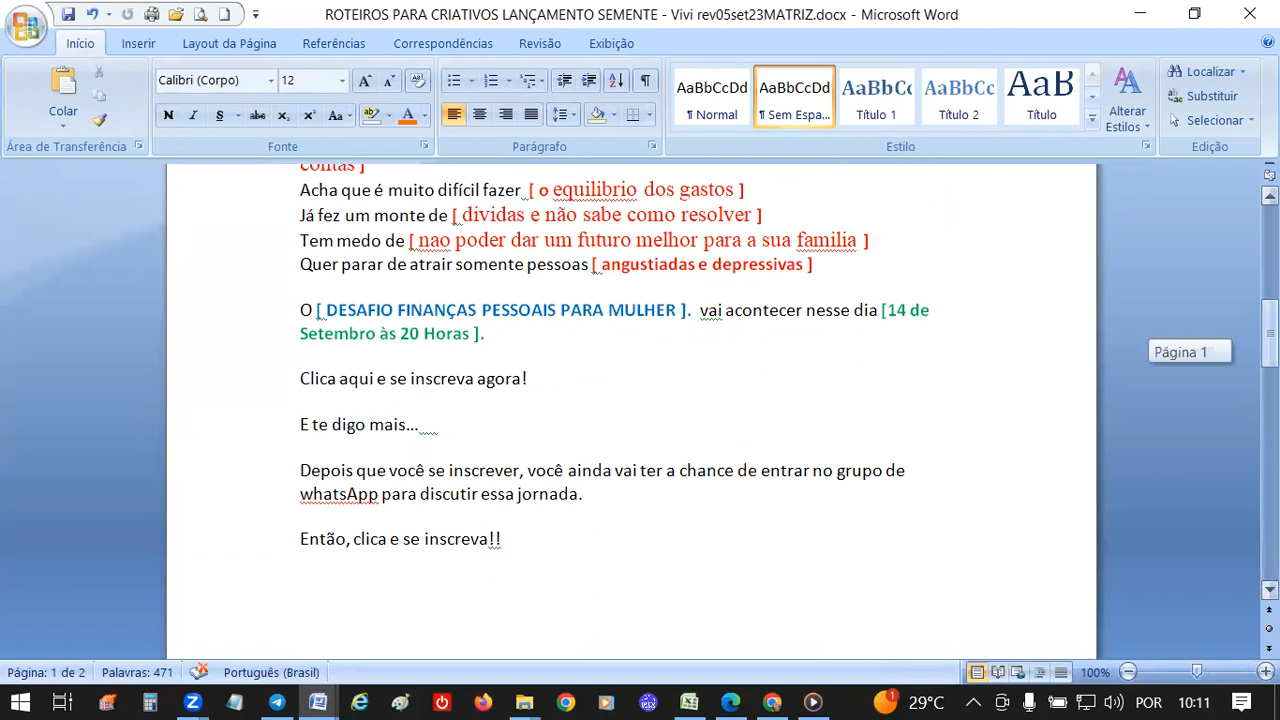 ROTEIROS PARA CRIATIVOS LANÇAMENTO SEMENTE - Vivi rev05set23MATRIZ.docx - Microsoft Word
Início Inserir Layout da Página Referências Correspondências Revisão Exibição
Colar
Área de Transferência
Calibri (Corpo) 12
N I S abe x₂ x² Aa
Fonte
Parágrafo
AaBbCcDd AaBbCcDd AaBbCc AaBbCc AaB
¶ Normal ¶ Sem Espa... Título 1 Título 2 Título
Alterar
Estilos
Estilo
Localizar
Substituir
Selecionar
Edição
contas ]
Acha que é muito difícil fazer [ o equilibrio dos gastos ]
Já fez um monte de [ dividas e não sabe como resolver ]
Tem medo de [ nao poder dar um futuro melhor para a sua familia ]
Quer parar de atrair somente pessoas [ angustiadas e depressivas ]
O [ DESAFIO FINANÇAS PESSOAIS PARA MULHER ]. vai acontecer nesse dia [14 de
Setembro às 20 Horas ].
Clica aqui e se inscreva agora!
E te digo mais...
Depois que você se inscrever, você ainda vai ter a chance de entrar no grupo de
whatsApp para discutir essa jornada.
Então, clica e se inscreva!!
Página 1
Página: 1 de 2 Palavras: 471 Português (Brasil) 100%
29°C POR 10:11